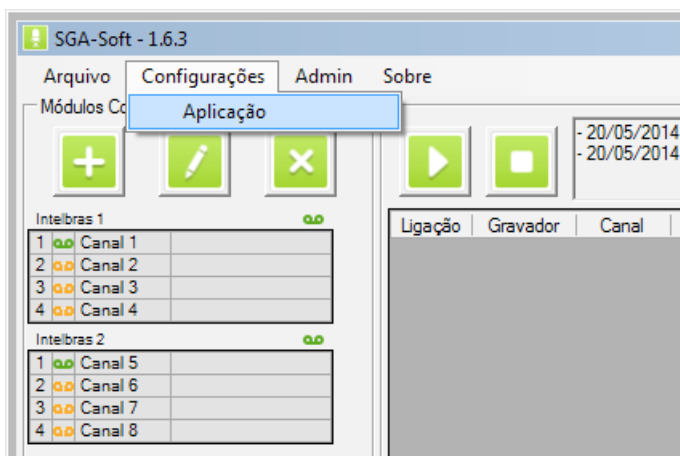 SGA-Soft - 1.6.3
Arquivo Configurações Admin Sobre
Módulos Co
Aplicação
- 20/05/2014
- 20/05/2014
Intelbras 1
1 Canal 1
2 Canal 2
3 Canal 3
4 Canal 4
Intelbras 2
1 Canal 5
2 Canal 6
3 Canal 7
4 Canal 8
Ligação Gravador Canal